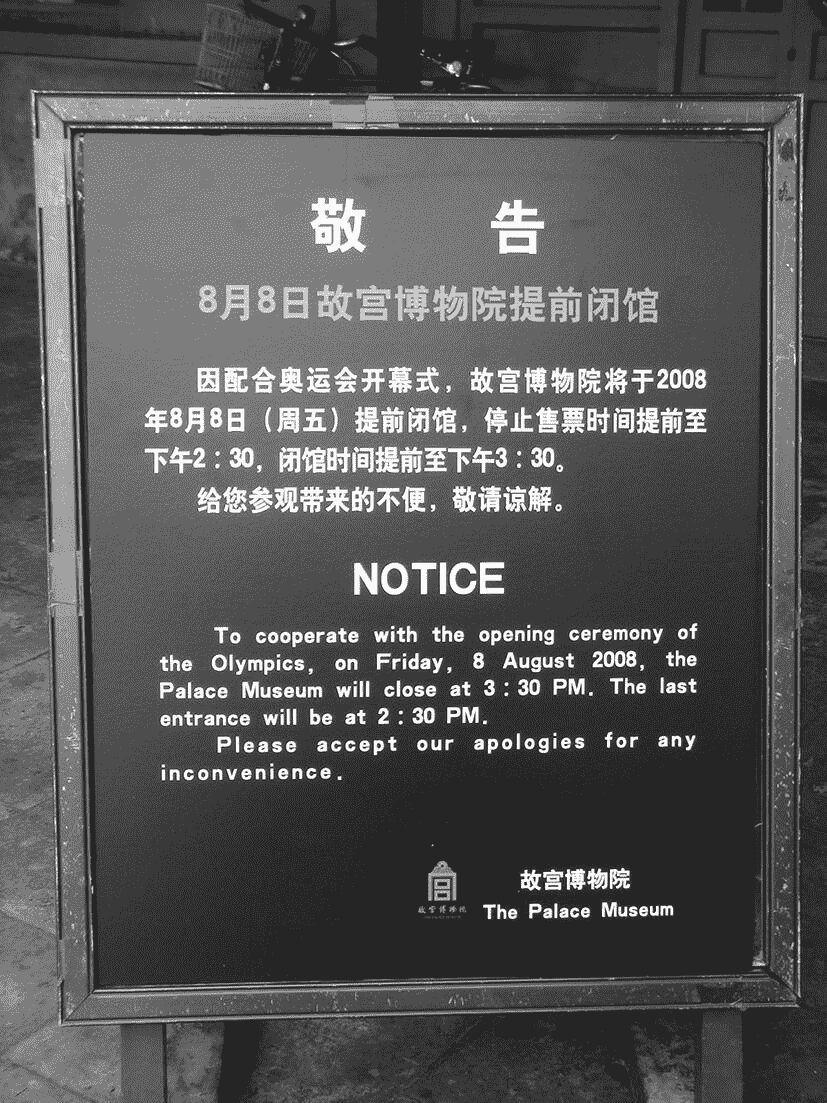 敬 告
8月8日故宫博物院提前闭馆
因配合奥运会开幕式，故宫博物院将于2008
年8月8日（周五）提前闭馆，停止售票时间提前至
下午2：30，闭馆时间提前至下午3：30。
给您参观带来的不便，敬请谅解。
NOTICE
To cooperate with the opening ceremony of
the Olympics, on Friday, 8 August 2008, the
Palace Museum will close at 3：30 PM. The last
entrance will be at 2：30 PM.
Please accept our apologies for any
inconvenience.
故宫博物院
故宫博物院
The Palace Museum